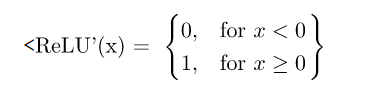 <ReLU'(x) = { 0, for x < 0
1, for x ≥ 0 }